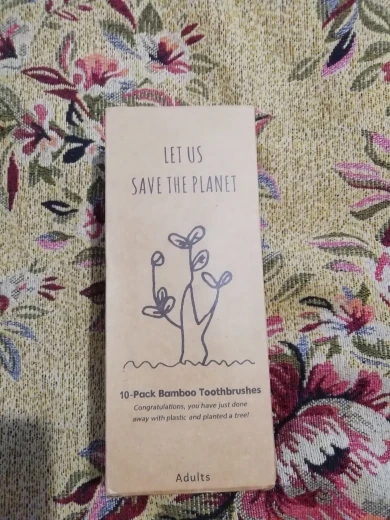 LET US
SAVE THE PLANET
10-Pack Bamboo Toothbrushes
Congratulations, you have just done
away with plastic and planted a tree!
Adults